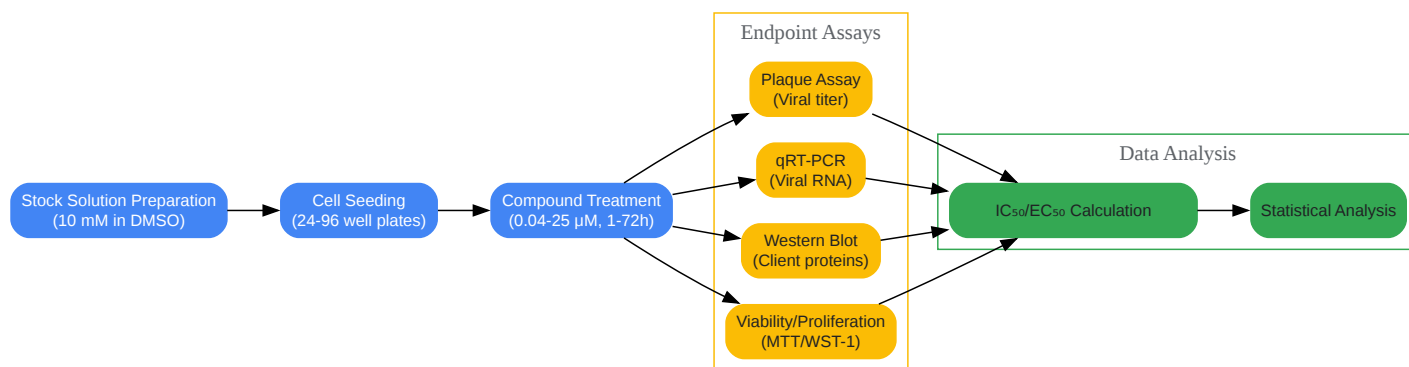 Endpoint Assays
Plaque Assay
(Viral titer)
qRT-PCR
(Viral RNA)
Western Blot
(Client proteins)
Viability/Proliferation
(MTT/WST-1)
Stock Solution Preparation
(10 mM in DMSO)
Cell Seeding
(24-96 well plates)
Compound Treatment
(0.04-25 μM, 1-72h)
Data Analysis
IC₅₀/EC₅₀ Calculation
Statistical Analysis